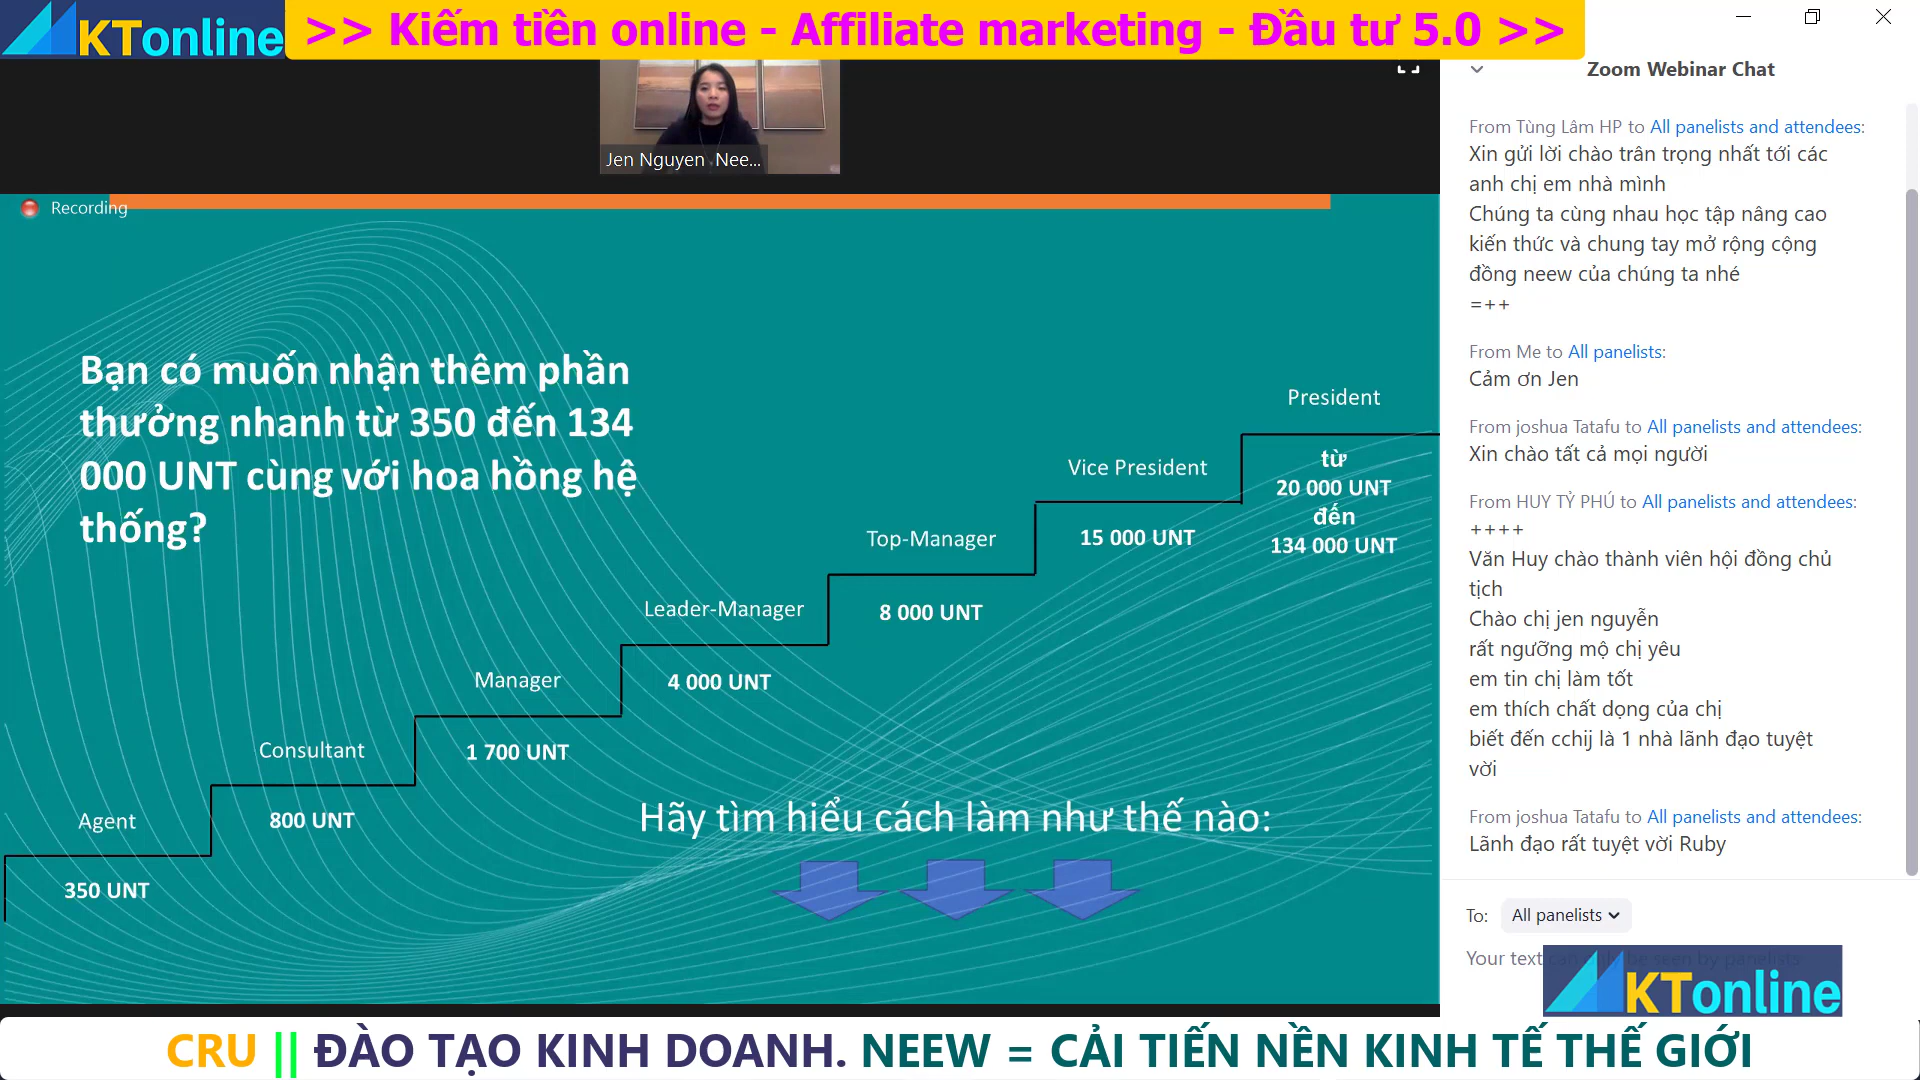 KTonline
>> Kiếm tiền online - Affiliate marketing - Đầu tư 5.0 >>
Jen Nguyen Nee...
Recording
Bạn có muốn nhận thêm phần
thưởng nhanh từ 350 đến 134
000 UNT cùng với hoa hồng hệ
thống?
President
từ
20 000 UNT
đến
134 000 UNT
Vice President
15 000 UNT
Top-Manager
8 000 UNT
Leader-Manager
4 000 UNT
Manager
1 700 UNT
Consultant
800 UNT
Agent
350 UNT
Hãy tìm hiểu cách làm như thế nào:
Zoom Webinar Chat
From Tùng Lâm HP to All panelists and attendees:
Xin gửi lời chào trân trọng nhất tới các
anh chị em nhà mình
Chúng ta cùng nhau học tập nâng cao
kiến thức và chung tay mở rộng cộng
đồng neew của chúng ta nhé
=++
From Me to All panelists:
Cảm ơn Jen
From joshua Tatafu to All panelists and attendees:
Xin chào tất cả mọi người
From HUY TỶ PHÚ to All panelists and attendees:
++++
Văn Huy chào thành viên hội đồng chủ
tịch
Chào chị jen nguyễn
rất ngưỡng mộ chị yêu
em tin chị làm tốt
em thích chất dọng của chị
biết đến cchij là 1 nhà lãnh đạo tuyệt
vời
From joshua Tatafu to All panelists and attendees:
Lãnh đạo rất tuyệt vời Ruby
To: All panelists
Your text can only be seen by panelists
KTonline
CRU || ĐÀO TẠO KINH DOANH. NEEW = CẢI TIẾN NỀN KINH TẾ THẾ GIỚI